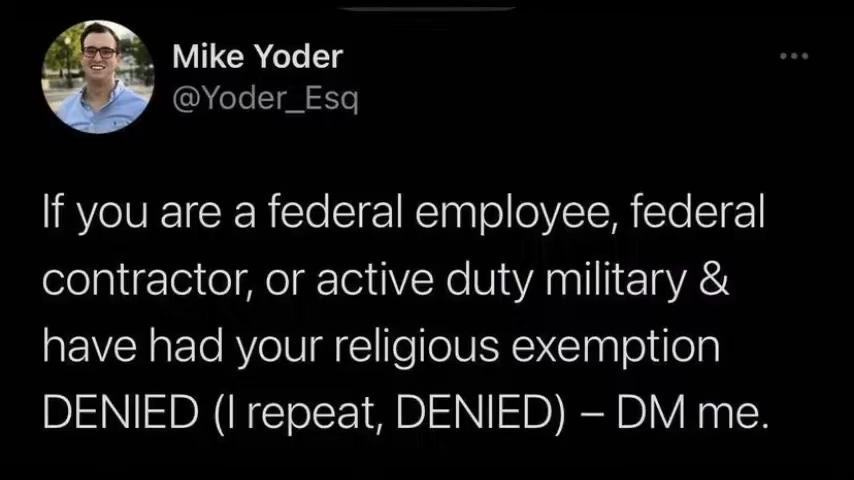 Mike Yoder
@Yoder_Esq
If you are a federal employee, federal
contractor, or active duty military &
have had your religious exemption
DENIED (I repeat, DENIED) – DM me.